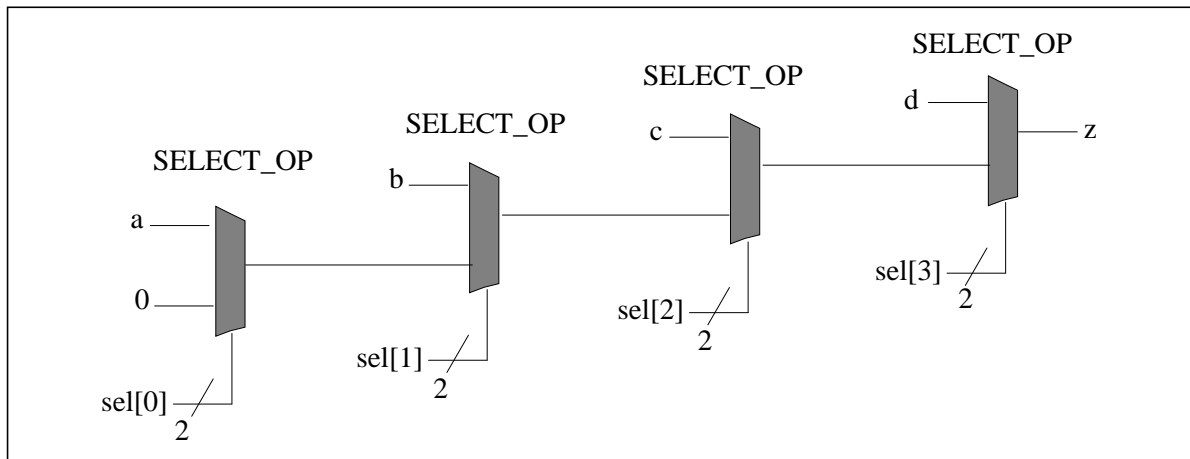 SELECT_OP
d
z
SELECT_OP
c
SELECT_OP
b
SELECT_OP
a
0
sel[3]
2
sel[2]
2
sel[1]
2
sel[0]
2